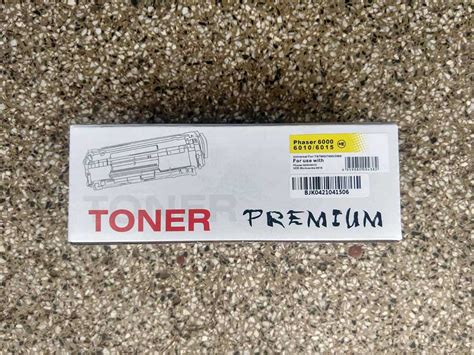 Phaser 6000
6010/6015
For use with
BJK0421041506
TONER
PREMIUM